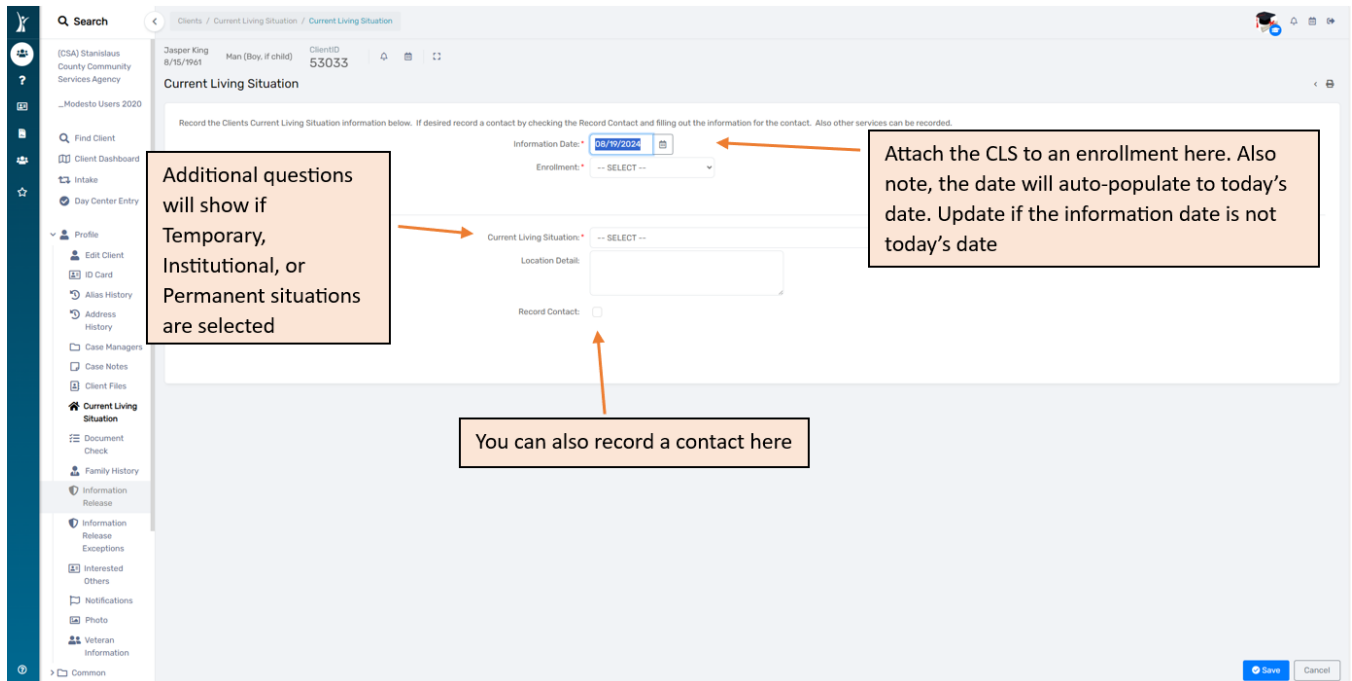 Search
Clients / Current Living Situation / Current Living Situation
(CSA) Stanislaus
County Community
Services Agency
_Modesto Users 2020
Find Client
Client Dashboard
Intake
Day Center Entry
Profile
Edit Client
ID Card
Alias History
Address
History
Case Managers
Case Notes
Client Files
Current Living
Situation
Document
Check
Family History
Information
Release
Information
Release
Exceptions
Interested
Others
Notifications
Photo
Veteran
Information
Common
Jasper King
8/15/1961
Man (Boy, if child)
ClientID
53033
Current Living Situation
Record the Clients Current Living Situation information below. If desired record a contact by checking the Record Contact and filling out the information for the contact. Also other services can be recorded.
Information Date: * 08/19/2024
Enrollment: * -- SELECT --
Current Living Situation: * -- SELECT --
Location Detail:
Record Contact:
Additional questions
will show if
Temporary,
Institutional, or
Permanent situations
are selected
Attach the CLS to an enrollment here. Also
note, the date will auto-populate to today's
date. Update if the information date is not
today's date
You can also record a contact here
Save
Cancel